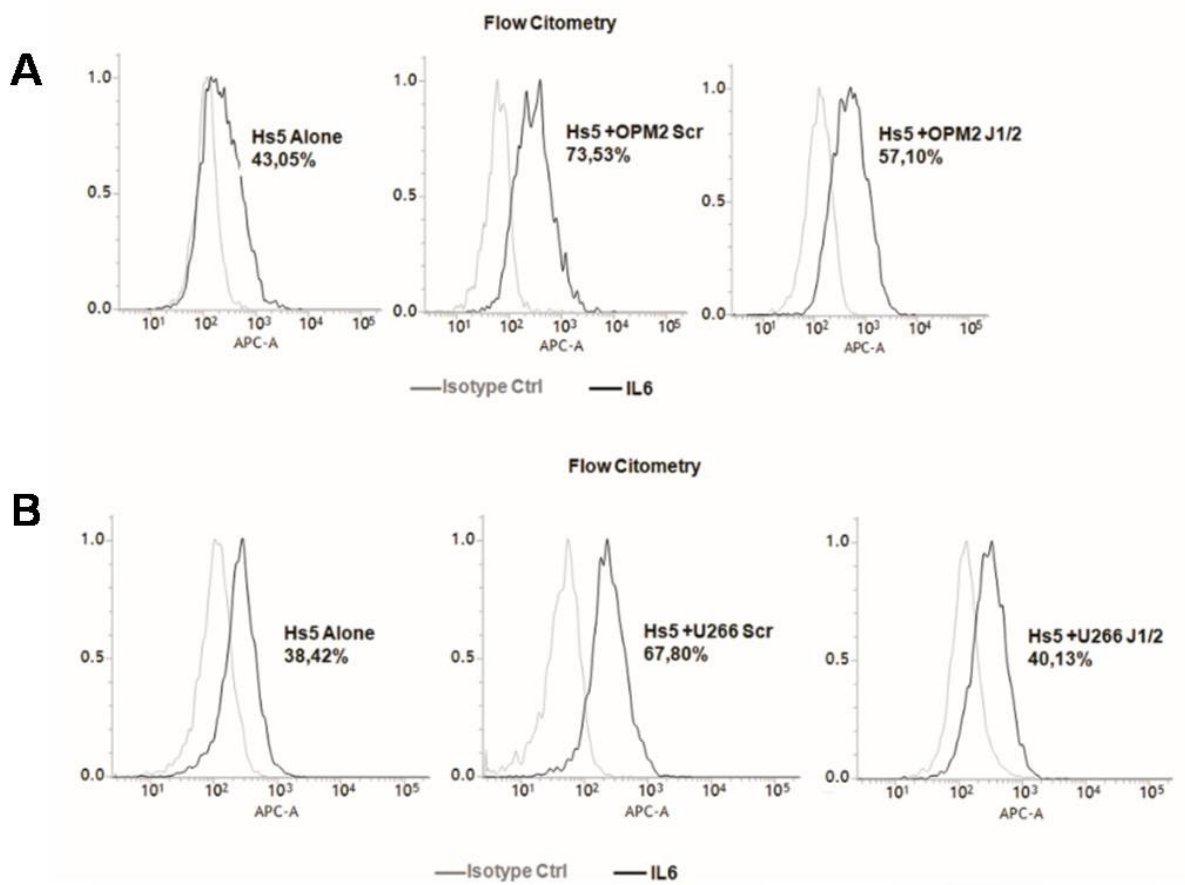 Flow Citometry
A
1.0
0.5
0.0
10¹ 10² 10³ 10⁴ 10⁵
APC-A
Hs5 Alone
43,05%
1.0
0.5
0.0
10¹ 10² 10³ 10⁴ 10⁵
APC-A
Hs5 +OPM2 Scr
73,53%
1.0
0.5
0.0
10¹ 10² 10³ 10⁴ 10⁵
APC-A
Hs5 +OPM2 J1/2
57,10%
Isotype Ctrl IL6
Flow Citometry
B
1.0
0.5
0.0
10¹ 10² 10³ 10⁴ 10⁵
APC-A
Hs5 Alone
38,42%
1.0
0.5
0.0
10¹ 10² 10³ 10⁴ 10⁵
APC-A
Hs5 +U266 Scr
67,80%
1.0
0.5
0.0
10¹ 10² 10³ 10⁴ 10⁵
APC-A
Hs5 +U266 J1/2
40,13%
Isotype Ctrl IL6